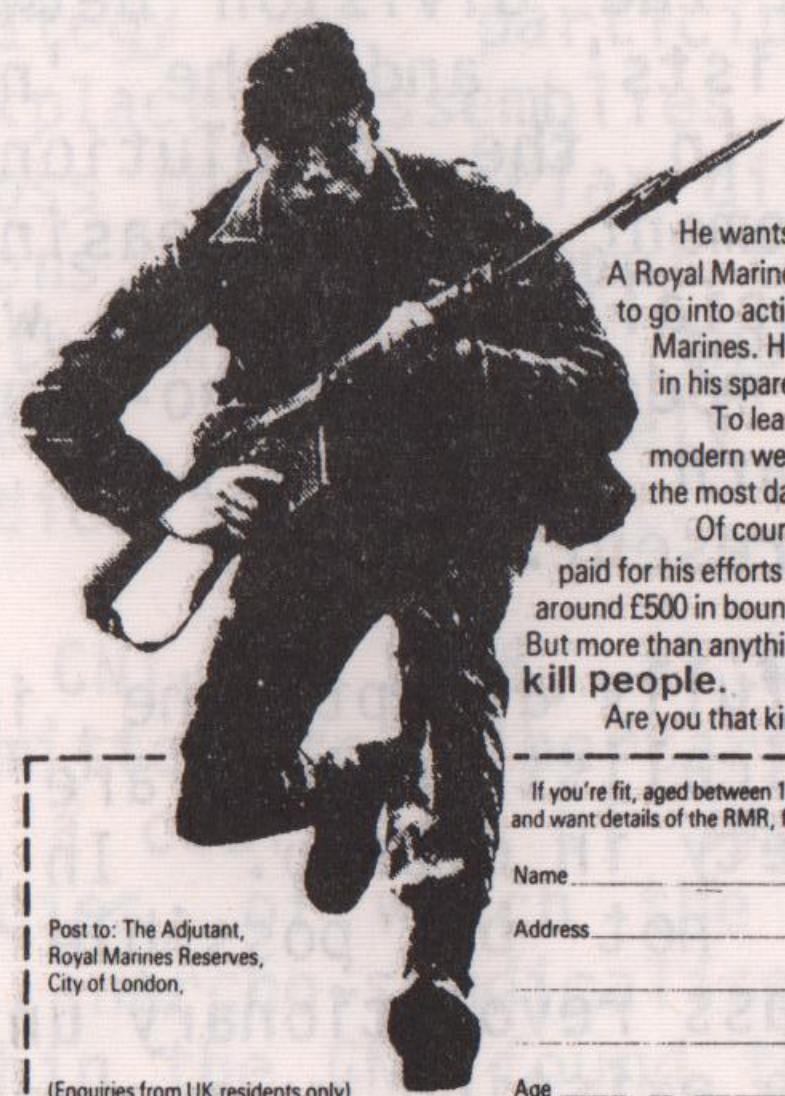 He wants
A Royal Marine
to go into acti
Marines. H
in his spare
To lea
modern we
the most da
Of cour
paid for his efforts
around £500 in boun
But more than anythi
kill people.
Are you that ki
If you're fit, aged between 1
and want details of the RMR, f
Name
Address
Post to: The Adjutant,
Royal Marines Reserves,
City of London,
(Enquiries from UK residents only)
Age